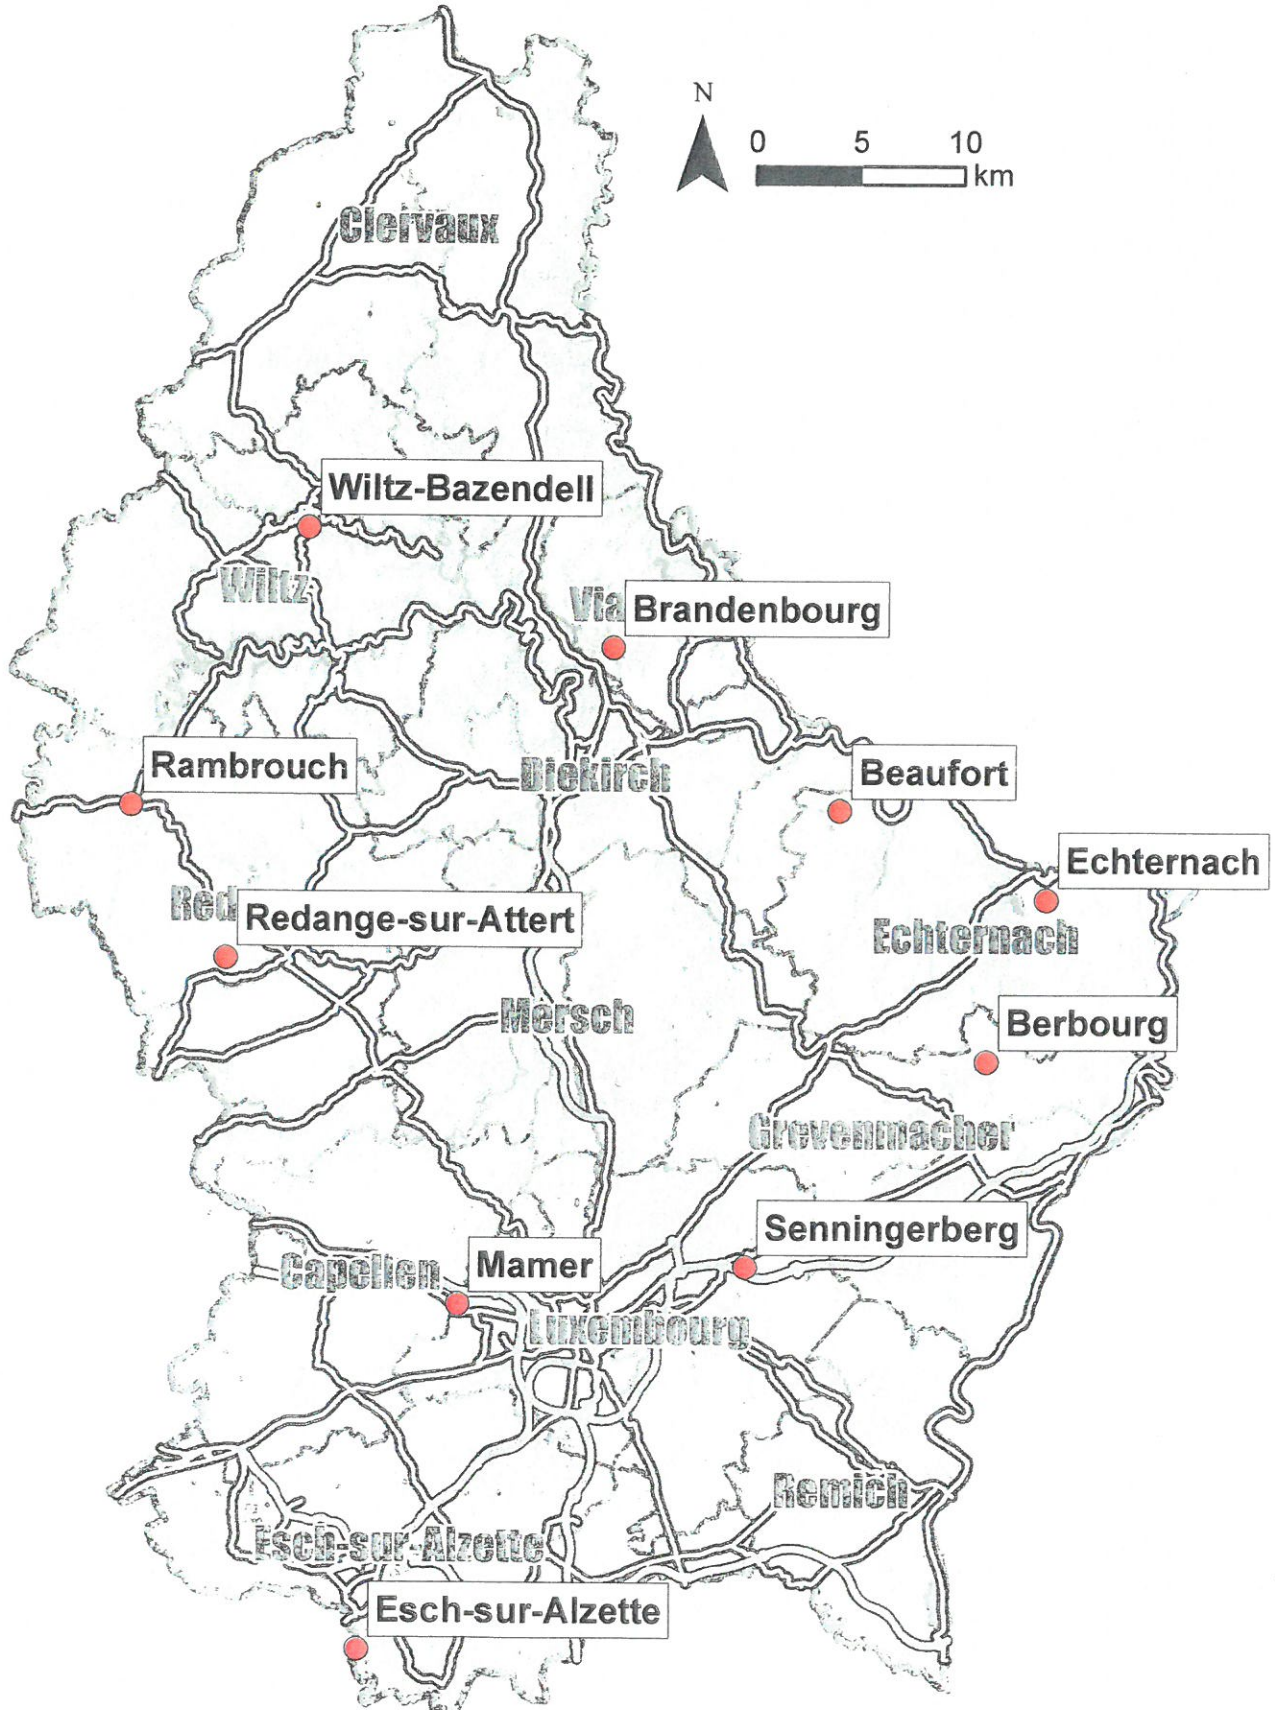 N
0 5 10
km
Clervaux
Wiltz-Bazendell
Wiltz
Via
Brandenbourg
Rambrouch
Diekirch
Beaufort
Echternach
Red
Redange-sur-Attert
Echternach
Mersch
Berbourg
Grevenmacher
Senningerberg
Capellen
Mamer
Luxembourg
Remich
Esch-sur-Alzette
Esch-sur-Alzette